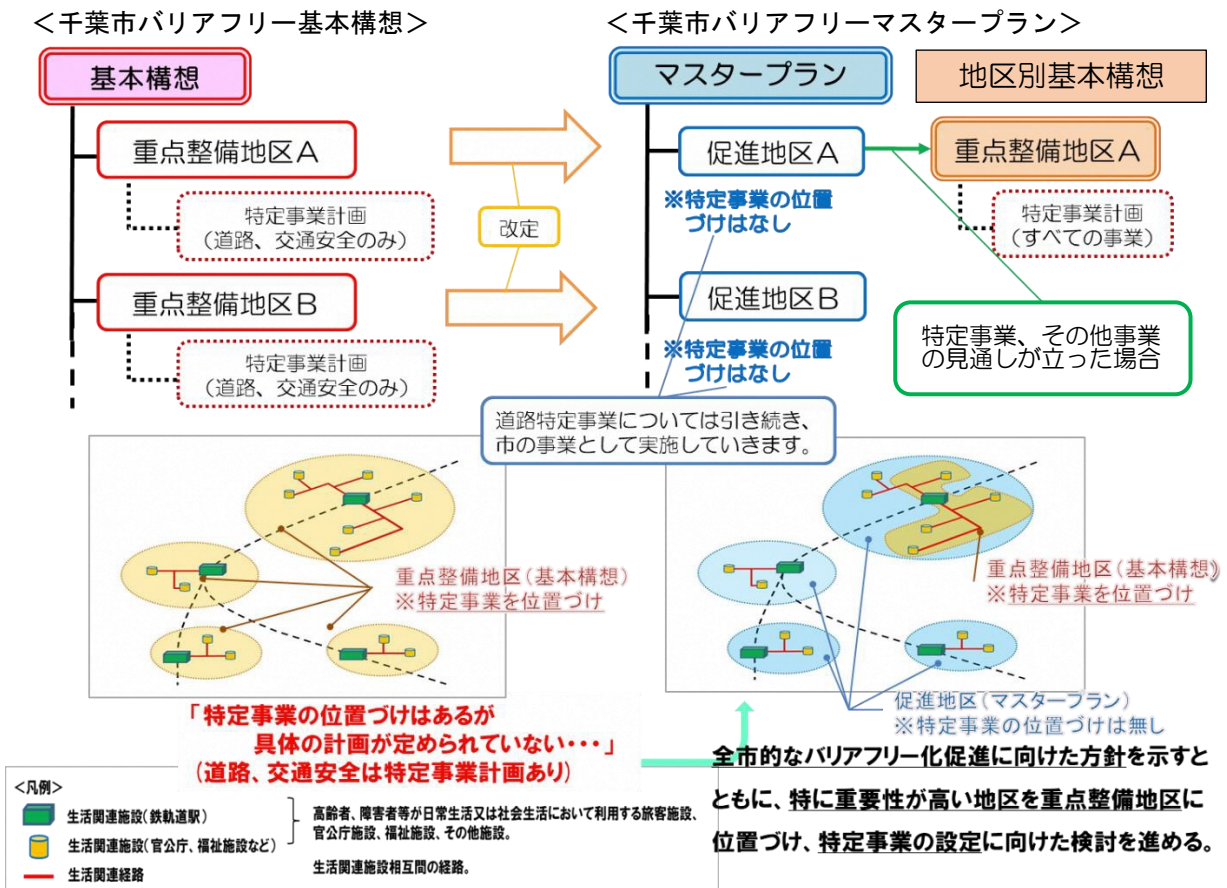 ＜千葉市バリアフリー基本構想＞
＜千葉市バリアフリーマスタープラン＞
基本構想
重点整備地区A
特定事業計画
(道路、交通安全のみ)
重点整備地区B
特定事業計画
(道路、交通安全のみ)
改定
マスタープラン
促進地区A
※特定事業の位置
づけはなし
促進地区B
※特定事業の位置
づけはなし
地区別基本構想
重点整備地区A
特定事業計画
(すべての事業)
特定事業、その他事業
の見通しが立った場合
道路特定事業については引き続き、
市の事業として実施していきます。
重点整備地区(基本構想)
※特定事業を位置づけ
重点整備地区(基本構想)
※特定事業を位置づけ
促進地区(マスタープラン)
※特定事業の位置づけは無し
「特定事業の位置づけはあるが
具体の計画が定められていない・・・」
(道路、交通安全は特定事業計画あり)
全市的なバリアフリー化促進に向けた方針を示すと
ともに、特に重要性が高い地区を重点整備地区に
位置づけ、特定事業の設定に向けた検討を進める。
＜凡例＞
生活関連施設(鉄軌道駅)
生活関連施設(官公庁、福祉施設など)
高齢者、障害者等が日常生活又は社会生活において利用する旅客施設、
官公庁施設、福祉施設、その他施設。
生活関連経路
生活関連施設相互間の経路。